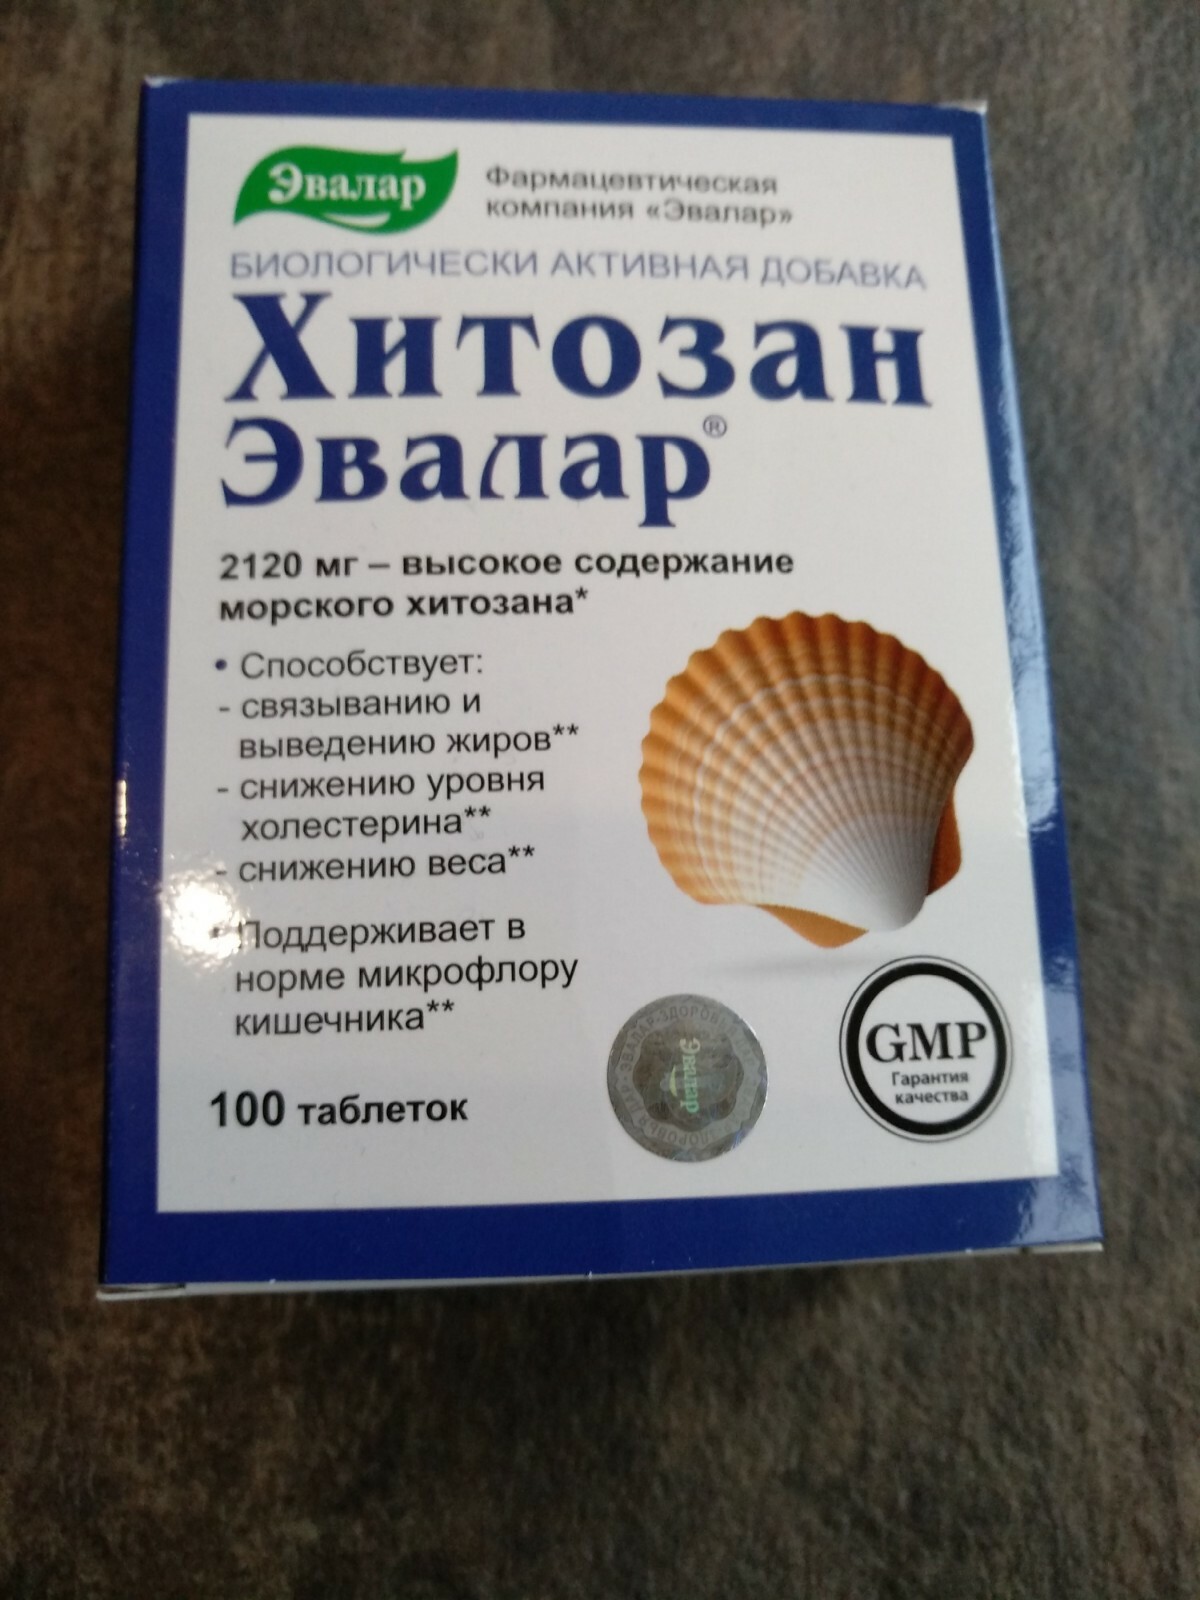 Эвалар
Фармацевтическая
компания «Эвалар»
БИОЛОГИЧЕСКИ АКТИВНАЯ ДОБАВКА
Хитозан
Эвалар®
2120 мг – высокое содержание
морского хитозана*
• Способствует:
- связыванию и
выведению жиров**
- снижению уровня
холестерина**
- снижению веса**
• Поддерживает в
норме микрофлору
кишечника**
100 таблеток
Эвалар
GMP
Гарантия
качества